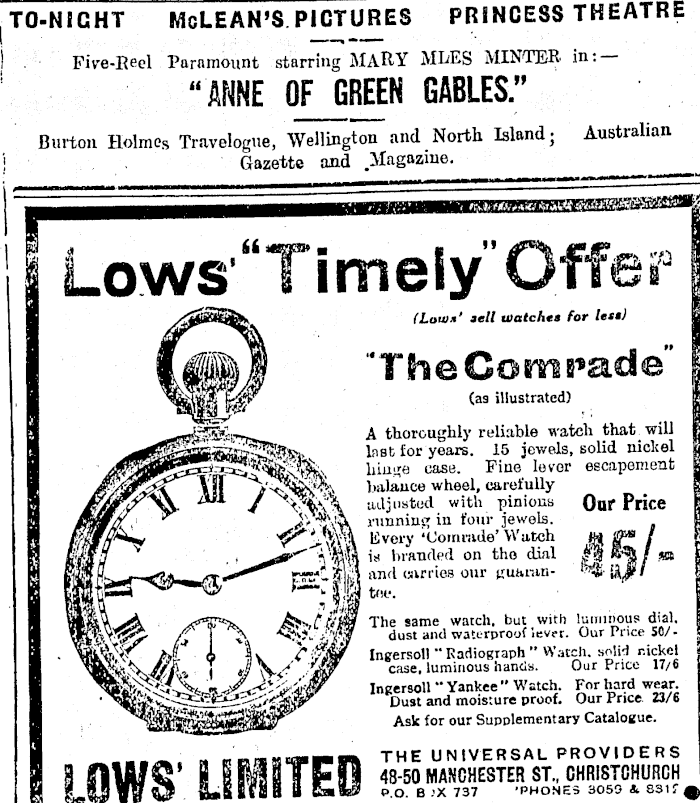 TO-NIGHT McLEAN'S PICTURES PRINCESS THEATRE
Five-Reel Paramount starring MARY MLES MINTER in:—
"ANNE OF GREEN GABLES."
Burton Holmes Travelogue, Wellington and North Island; Australian
Gazette and Magazine.
Lows' "Timely" Offer
(Lows' sell watches for less)
"The Comrade"
(as illustrated)
A thoroughly reliable watch that will
last for years. 15 jewels, solid nickel
hinge case. Fine lever escapement
balance wheel, carefully
adjusted with pinions
running in four jewels.
Every 'Comrade' Watch
is branded on the dial
and carries our guaran-
tee.
Our Price
45/-
The same watch, but with luminous dial,
dust and waterproof lever. Our Price 50/-
Ingersoll "Radiograph" Watch, solid nickel
case, luminous hands. Our Price 17/6
Ingersoll "Yankee" Watch. For hard wear.
Dust and moisture proof. Our Price 23/6
Ask for our Supplementary Catalogue.
XII
I
X
LOWS' LIMITED
THE UNIVERSAL PROVIDERS
48-50 MANCHESTER ST., CHRISTCHURCH
P.O. B X 737 'PHONES 3059 &